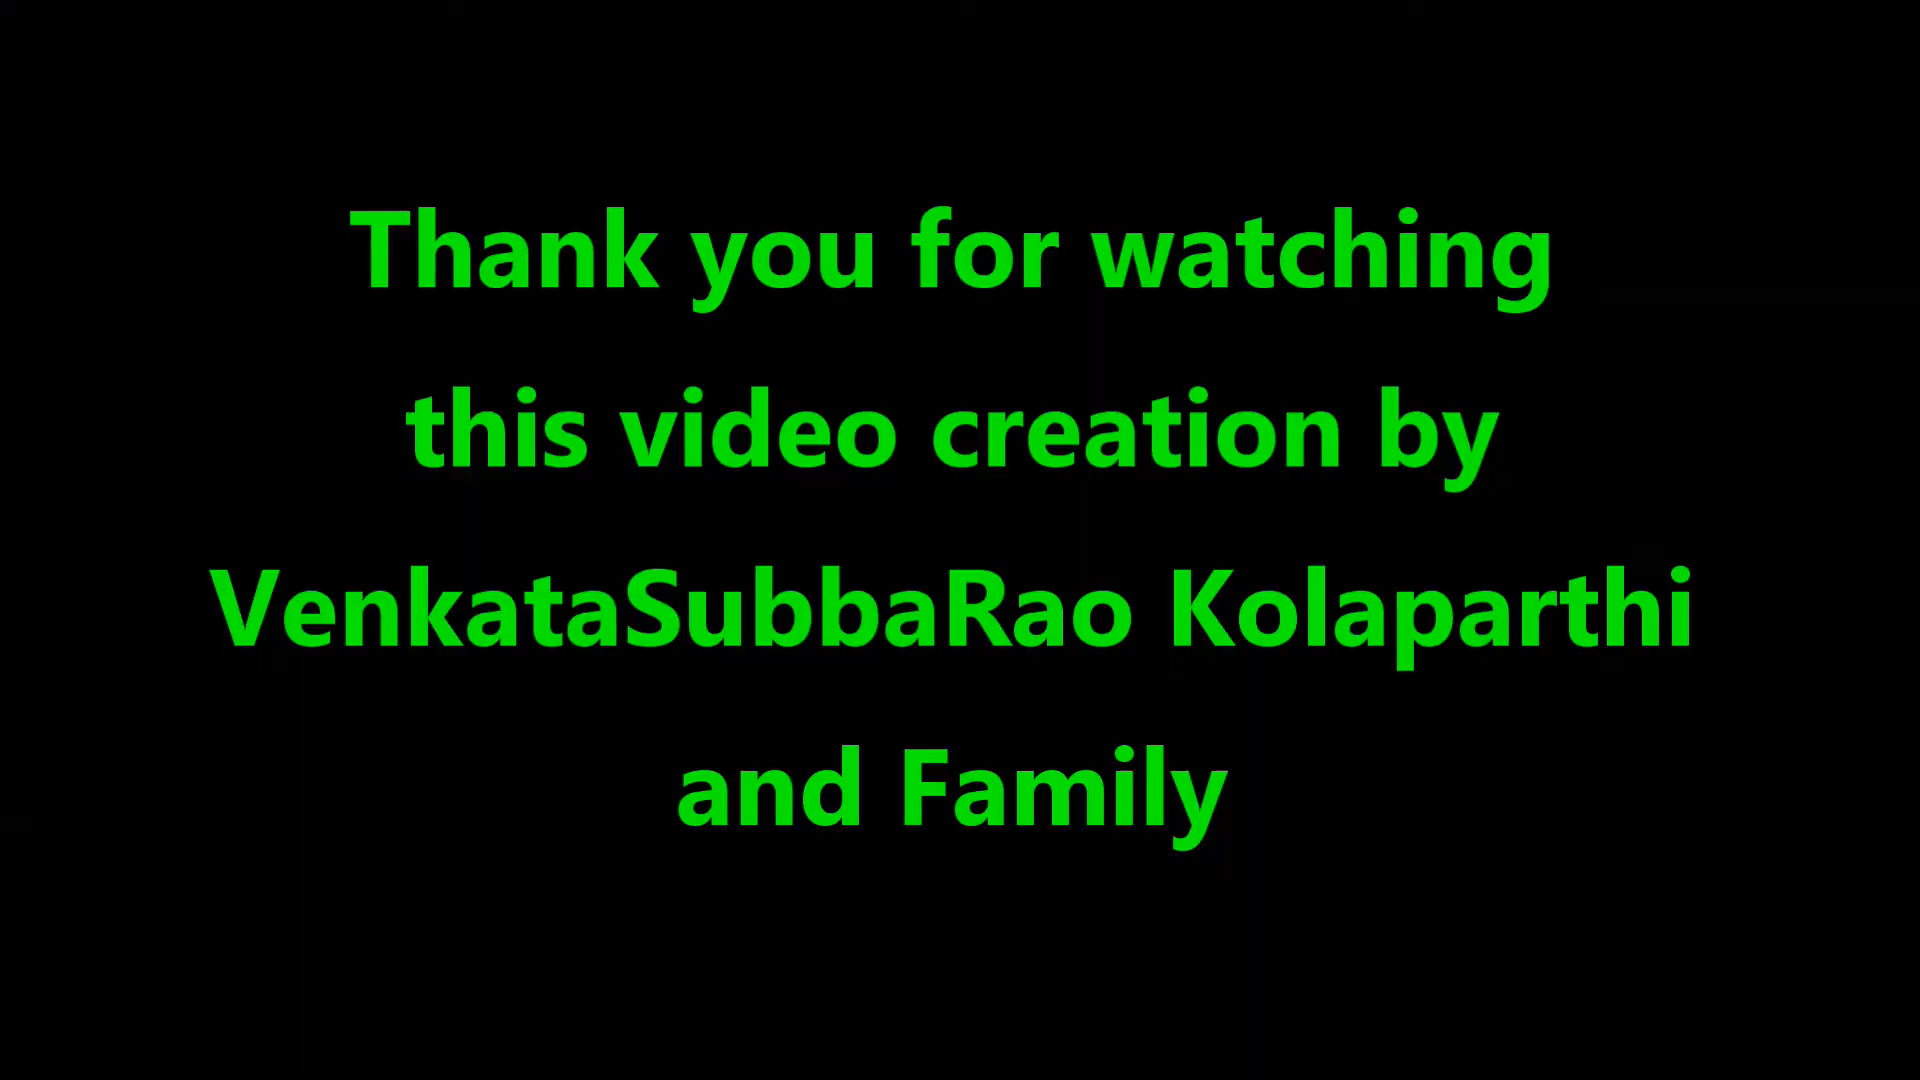 Thank you for watching
this video creation by
VenkataSubbaRao Kolaparthi
and Family